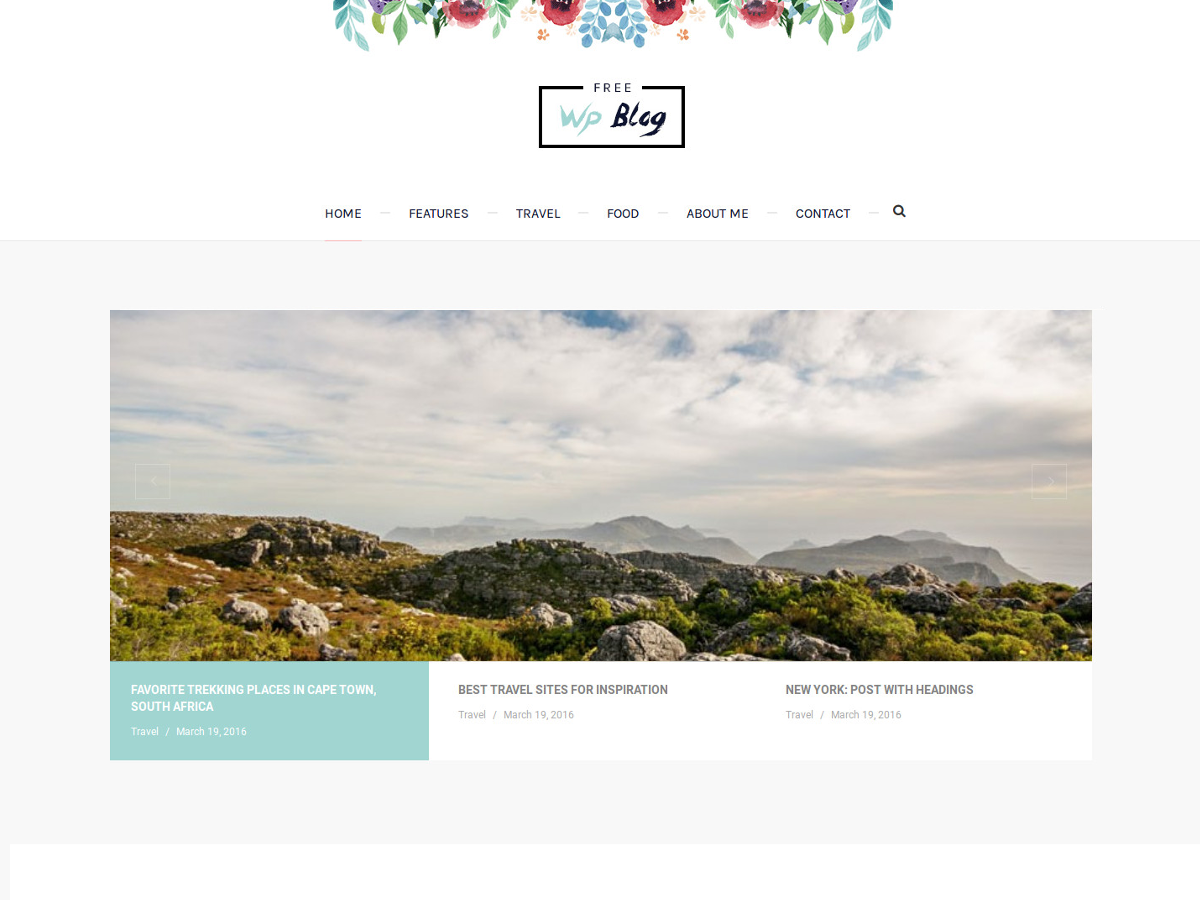 FREE
Wp Blog
HOME — FEATURES — TRAVEL — FOOD — ABOUT ME — CONTACT —
FAVORITE TREKKING PLACES IN CAPE TOWN,
SOUTH AFRICA
Travel / March 19, 2016
BEST TRAVEL SITES FOR INSPIRATION
Travel / March 19, 2016
NEW YORK: POST WITH HEADINGS
Travel / March 19, 2016